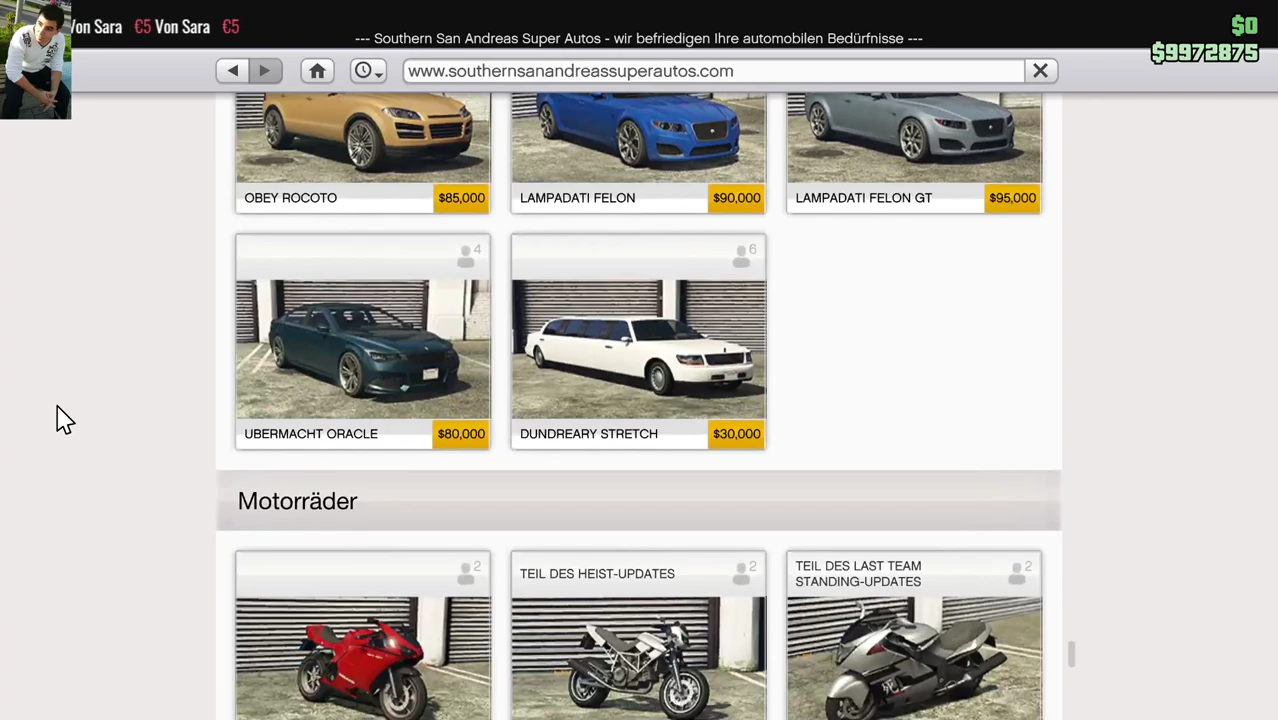 Von Sara €5 Von Sara €5
$0
--- Southern San Andreas Super Autos - wir befriedigen Ihre automobilen Bedürfnisse ---
$9972875
www.southernsanandreassuperautos.com
OBEY ROCOTO $85,000
LAMPADATI FELON $90,000
LAMPADATI FELON GT $95,000
4
6
UBERMACHT ORACLE $80,000
DUNDREARY STRETCH $30,000
Motorräder
2
TEIL DES HEIST-UPDATES 2
TEIL DES LAST TEAM 2
STANDING-UPDATES